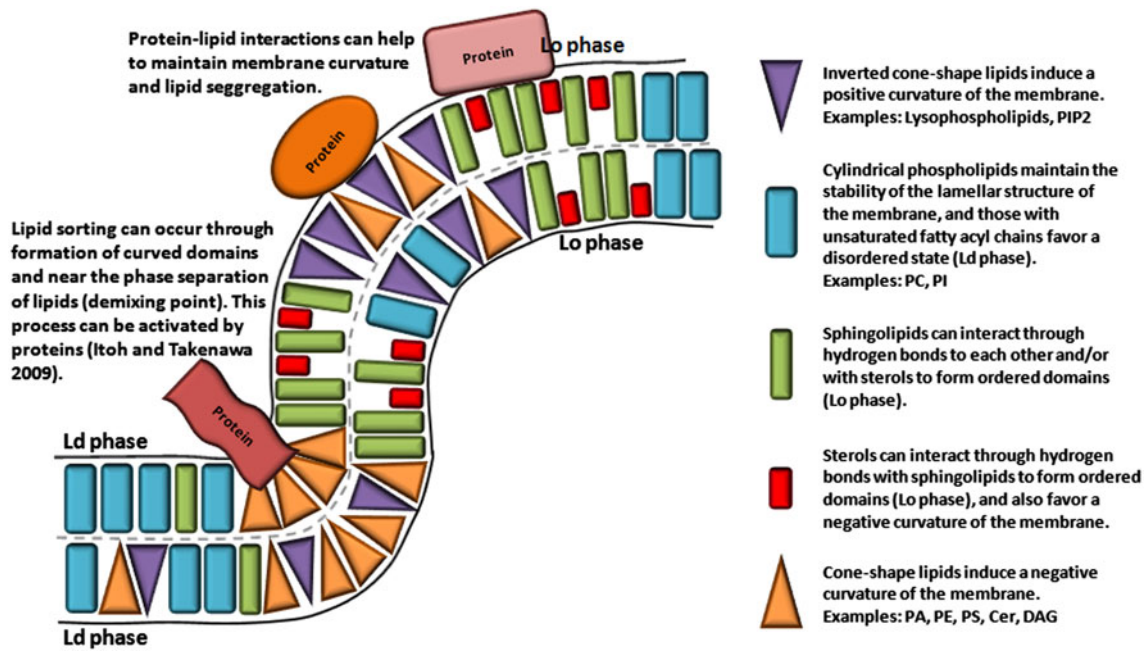 Protein-lipid interactions can help
to maintain membrane curvature
and lipid seggregation.
Protein
Lo phase
Protein
Lipid sorting can occur through
formation of curved domains
and near the phase separation
of lipids (demixing point). This
process can be activated by
proteins (Itoh and Takenawa
2009).
Protein
Lo phase
Ld phase
Ld phase
Inverted cone-shape lipids induce a
positive curvature of the membrane.
Examples: Lysophospholipids, PIP2
Cylindrical phospholipids maintain the
stability of the lamellar structure of
the membrane, and those with
unsaturated fatty acyl chains favor a
disordered state (Ld phase).
Examples: PC, PI
Sphingolipids can interact through
hydrogen bonds to each other and/or
with sterols to form ordered domains
(Lo phase).
Sterols can interact through hydrogen
bonds with sphingolipids to form ordered
domains (Lo phase), and also favor a
negative curvature of the membrane.
Cone-shape lipids induce a negative
curvature of the membrane.
Examples: PA, PE, PS, Cer, DAG